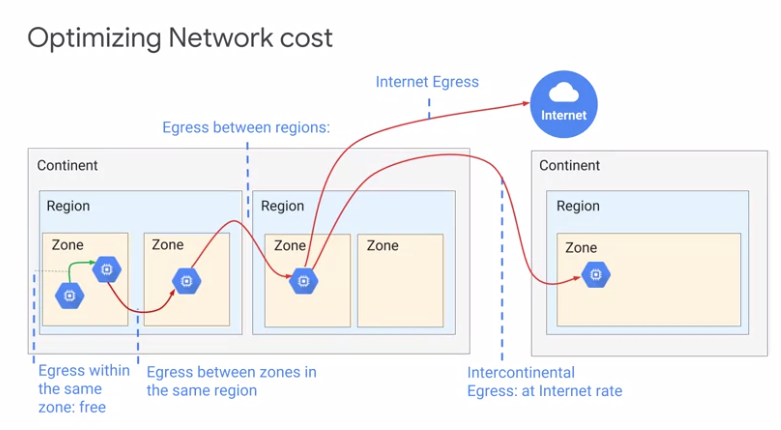 Optimizing Network cost
Internet Egress
Internet
Egress between regions:
Continent
Continent
Region
Region
Region
Zone
Zone
Zone
Zone
Zone
Egress within
the same
zone: free
Egress between zones in
the same region
Intercontinental
Egress: at Internet rate